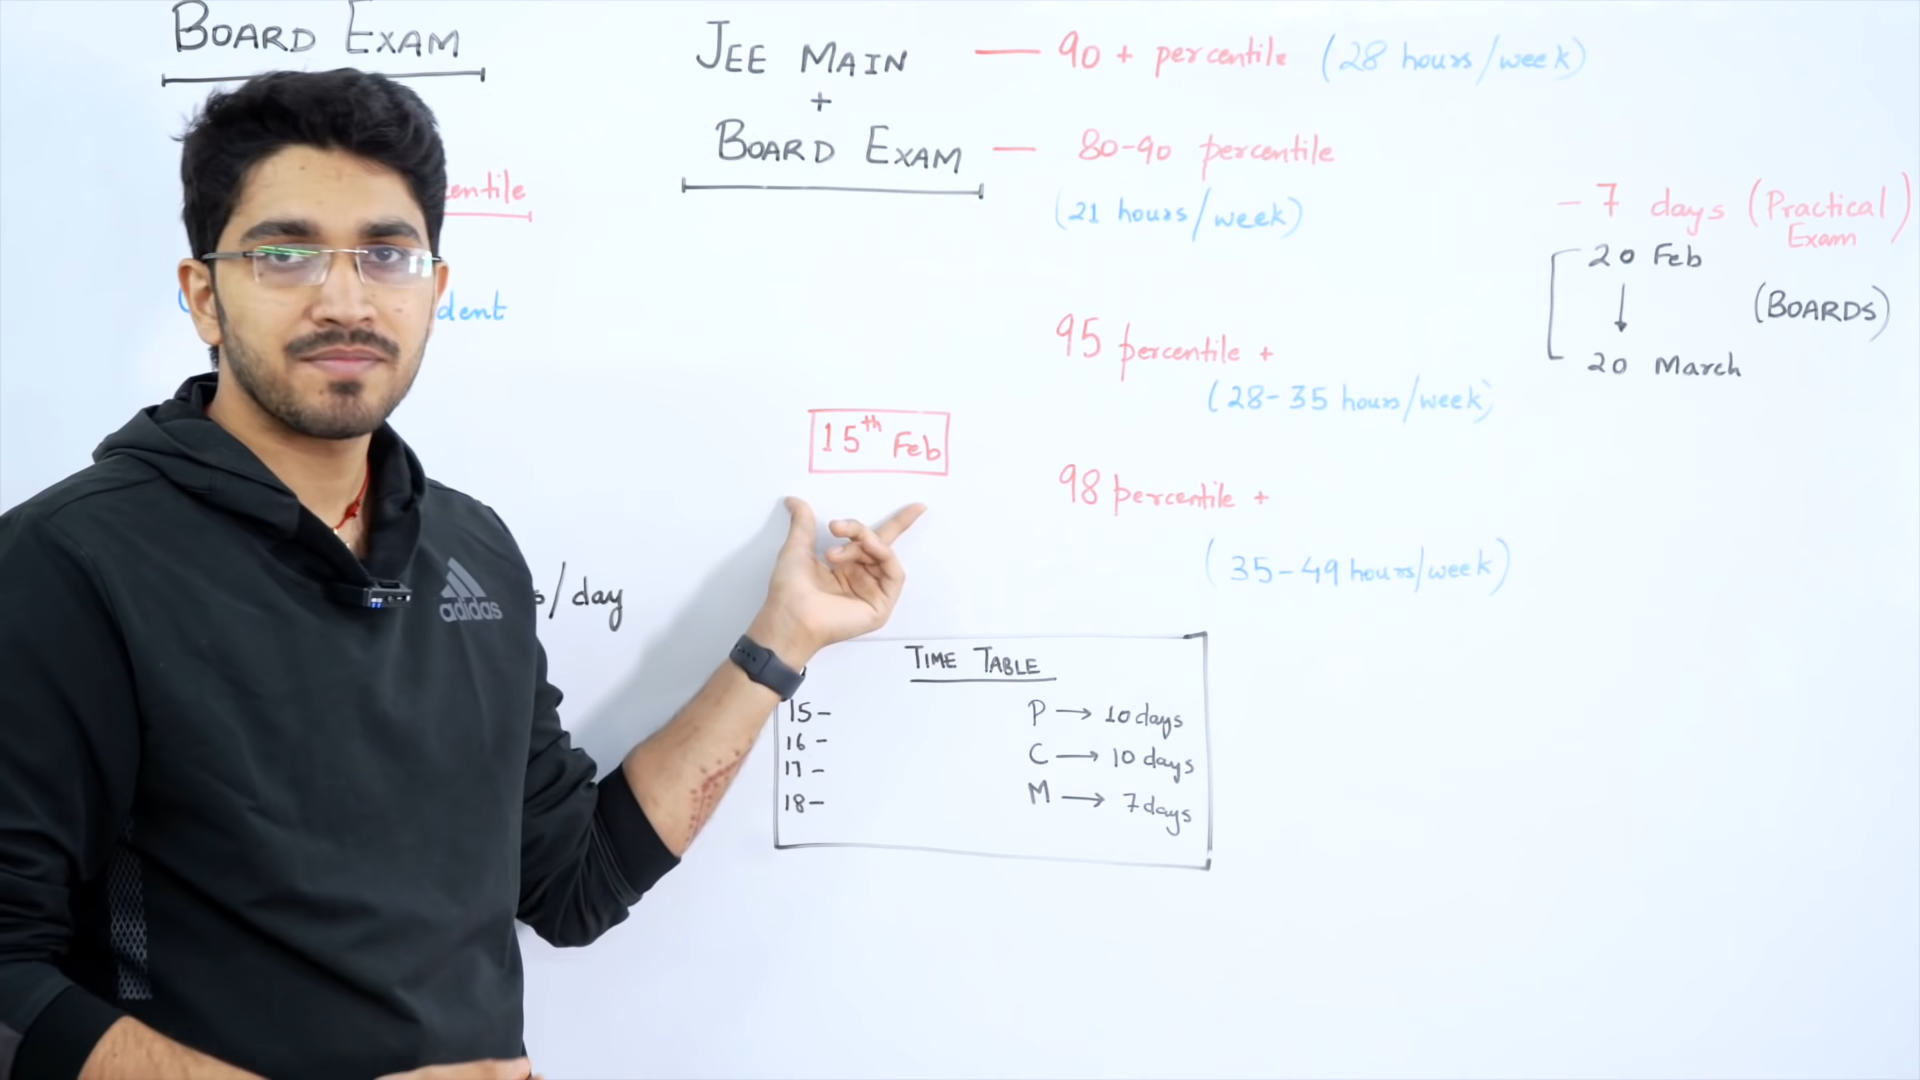 BOARD EXAM
entile
dent
s/day
adidas
JEE MAIN — 90 + percentile (28 hours/week)
+
BOARD EXAM — 80-90 percentile
(21 hours/week)
95 percentile +
(28-35 hours/week)
15th Feb
98 percentile +
(35-49 hours/week)
- 7 days (Practical Exam)
20 Feb
↓
(BOARDS)
20 March
TIME TABLE
15-
16-
17-
18-
P → 10 days
C → 10 days
M → 7 days